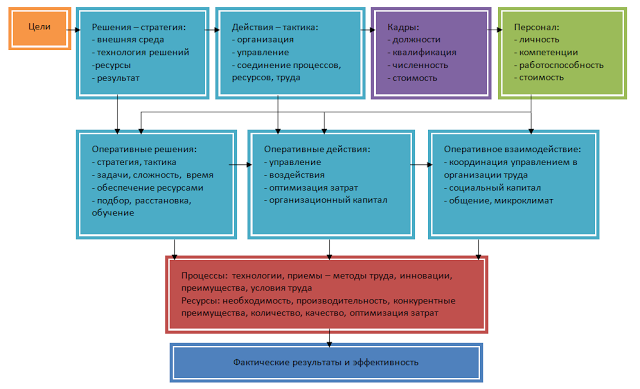 Цели
Решения – стратегия:
- внешняя среда
- технология решений
-ресурсы
- результат
Действия – тактика:
- организация
- управление
- соединение процессов,
ресурсов, труда
Кадры:
- должности
- квалификация
- численность
- стоимость
Персонал:
- личность
- компетенции
- работоспособность
- стоимость
Оперативные решения:
- стратегия, тактика
- задачи, сложность, время
- обеспечение ресурсами
- подбор, расстановка,
обучение
Оперативные действия:
- управление
- воздействия
- оптимизация затрат
- организационный капитал
Оперативное взаимодействие:
- координация управлением в
организации труда
- социальный капитал
- общение, микроклимат
Процессы: технологии, приемы – методы труда, инновации,
преимущества, условия труда
Ресурсы: необходимость, производительность, конкурентные
преимущества, количество, качество, оптимизация затрат
Фактические результаты и эффективность